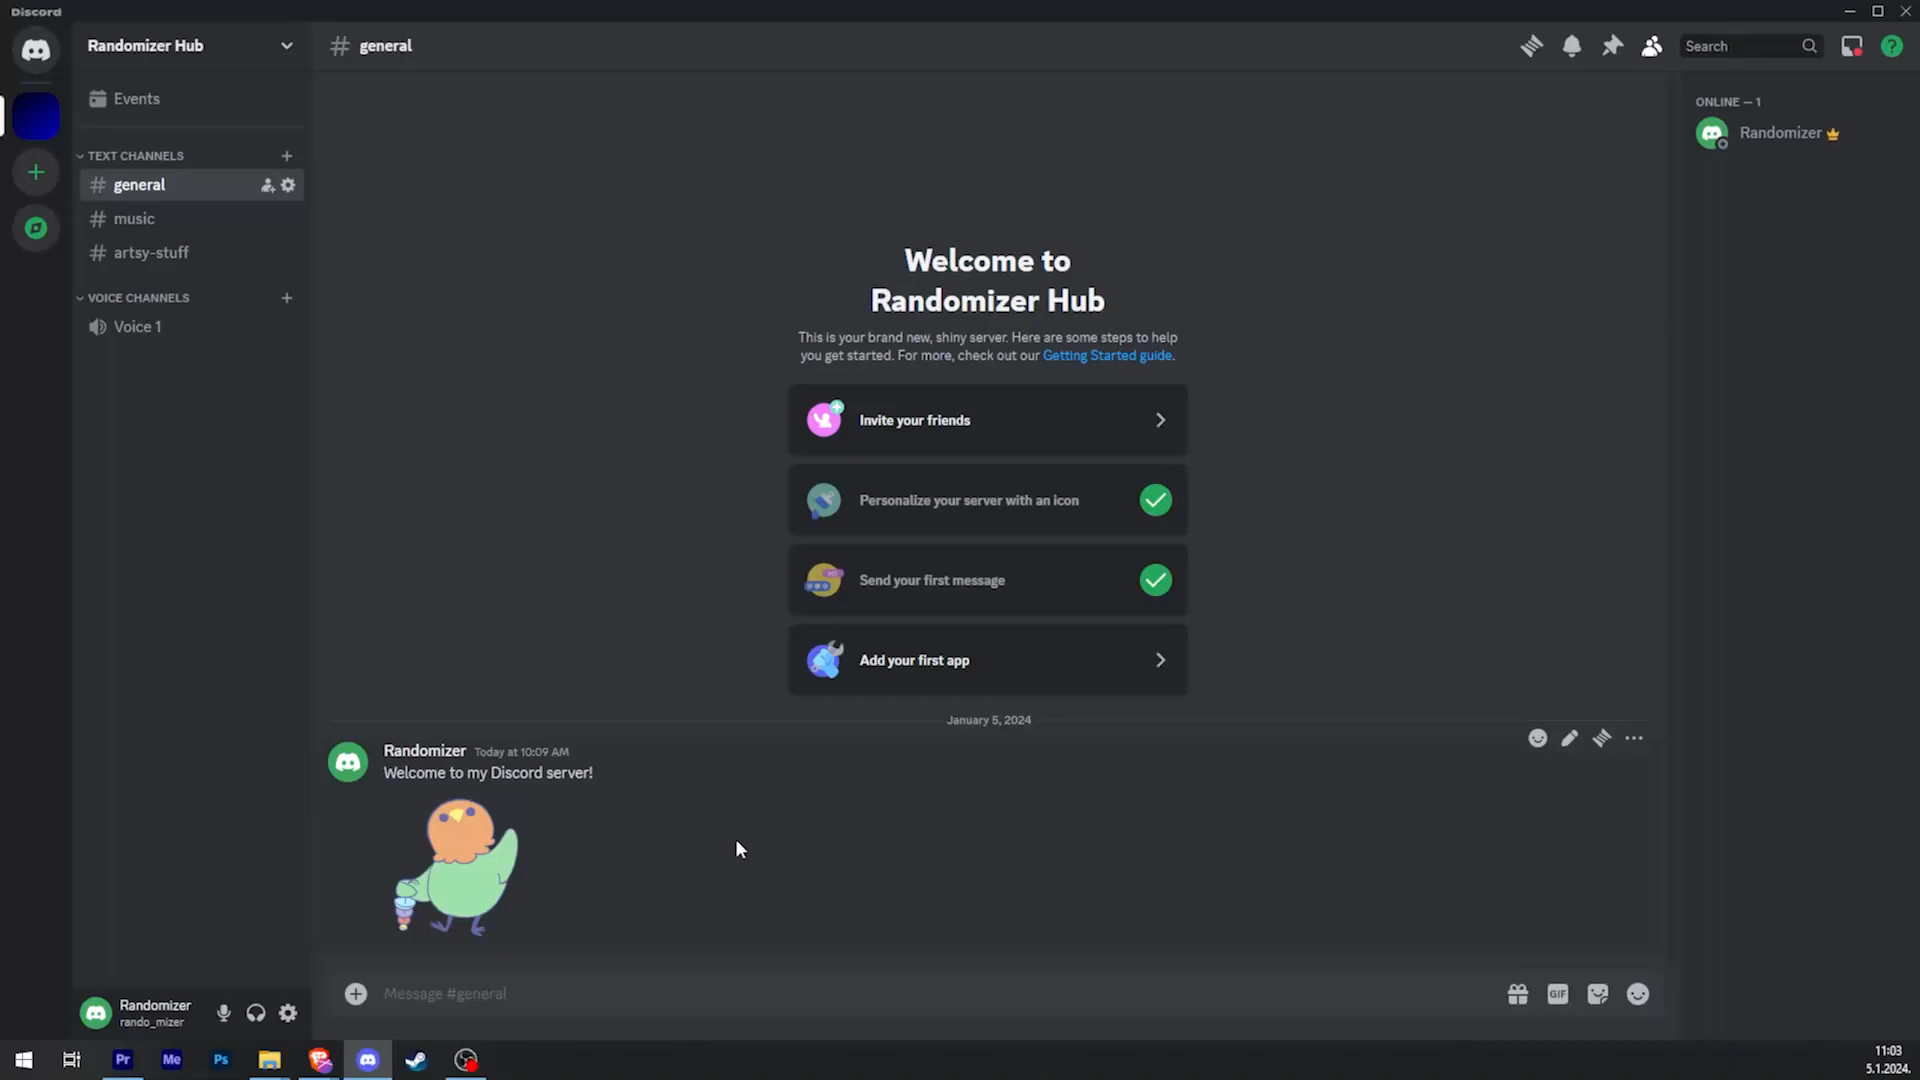 Discord
Randomizer Hub
general
Search
Events
TEXT CHANNELS
general
music
artsy-stuff
VOICE CHANNELS
Voice 1
ONLINE — 1
Randomizer
Welcome to
Randomizer Hub
This is your brand new, shiny server. Here are some steps to help
you get started. For more, check out our Getting Started guide.
Invite your friends
Personalize your server with an icon
Send your first message
Add your first app
January 5, 2024
Randomizer Today at 10:09 AM
Welcome to my Discord server!
Message #general
GIF
Randomizer
rando_mizer
Pr
Me
Ps
11:03
5.1.2024.